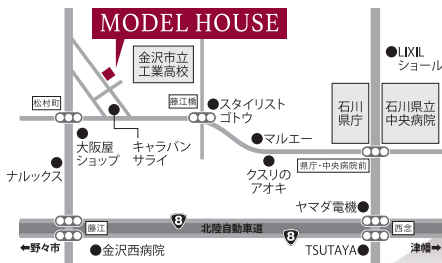 MODEL HOUSE
金沢市立
工業高校
LIXIL
ショールーム
石川
県庁
石川県立
中央病院
松村町
藤江橋
スタイリスト
ゴトウ
大阪屋
ショップ
キャラバン
サライ
マルエー
ナルックス
クスリの
アオキ
県庁・中央病院前
ヤマダ電機
藤江
8
北陸自動車道
西念
←野々市
金沢西病院
8
TSUTAYA
津幡→